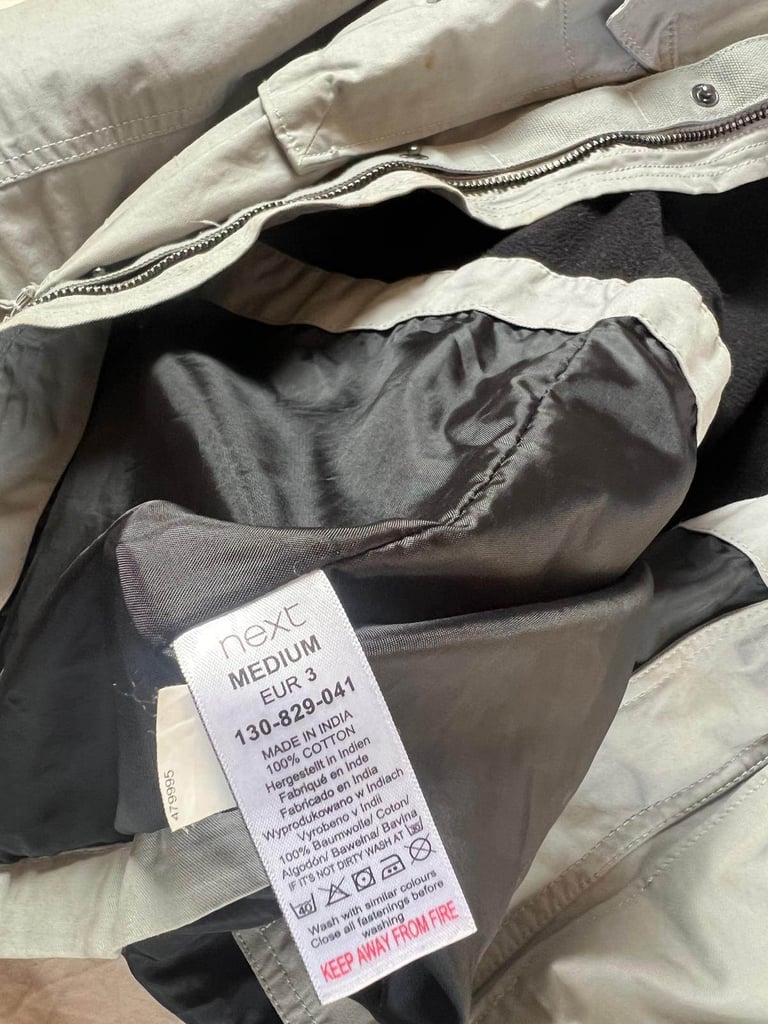 next
MEDIUM
EUR 3
130-829-041
MADE IN INDIA
100% COTTON
Hergestellt in Indien
Fabriqué en Inde
Fabricado en India
Wyprodukowano w Indiach
Vyrobeno v Indii
100% Baumwolle/ Coton/
Algodón/ Bawełna/ Bavlna
IF IT'S NOT DIRTY WASH AT 30
40
Wash with similar colours
Close all fastenings before
washing
KEEP AWAY FROM FIRE
479995